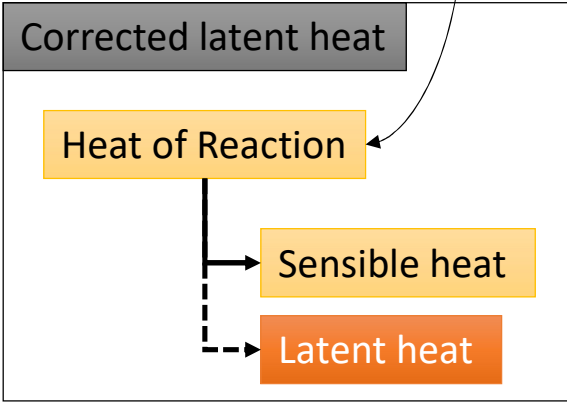 Corrected latent heat
Heat of Reaction
Sensible heat
Latent heat